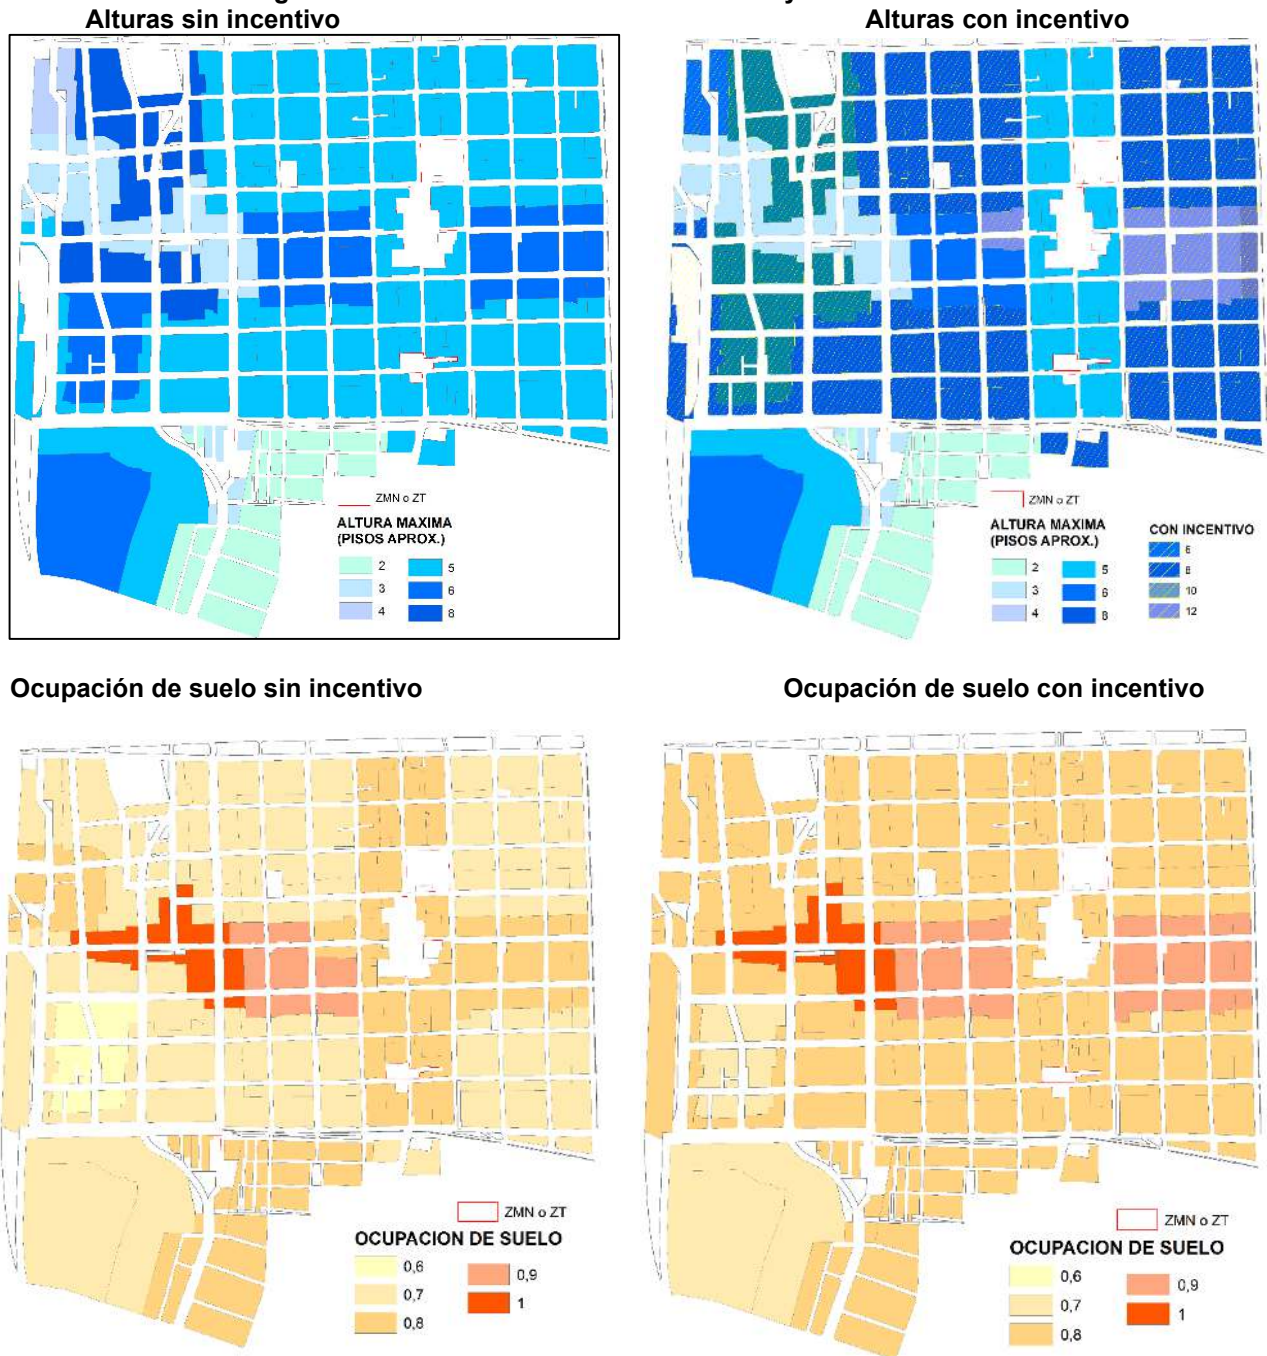 Alturas sin incentivo
Alturas con incentivo
ZMN o ZT
ALTURA MAXIMA
(PISOS APROX.)
2 5
3 6
4 8
ZMN o ZT
ALTURA MAXIMA
(PISOS APROX.)
2 5
3 6
4 8
CON INCENTIVO
6
8
10
12
Ocupación de suelo sin incentivo
Ocupación de suelo con incentivo
ZMN o ZT
OCUPACION DE SUELO
0,6 0,9
0,7 1
0,8
ZMN o ZT
OCUPACION DE SUELO
0,6 0,9
0,7 1
0,8